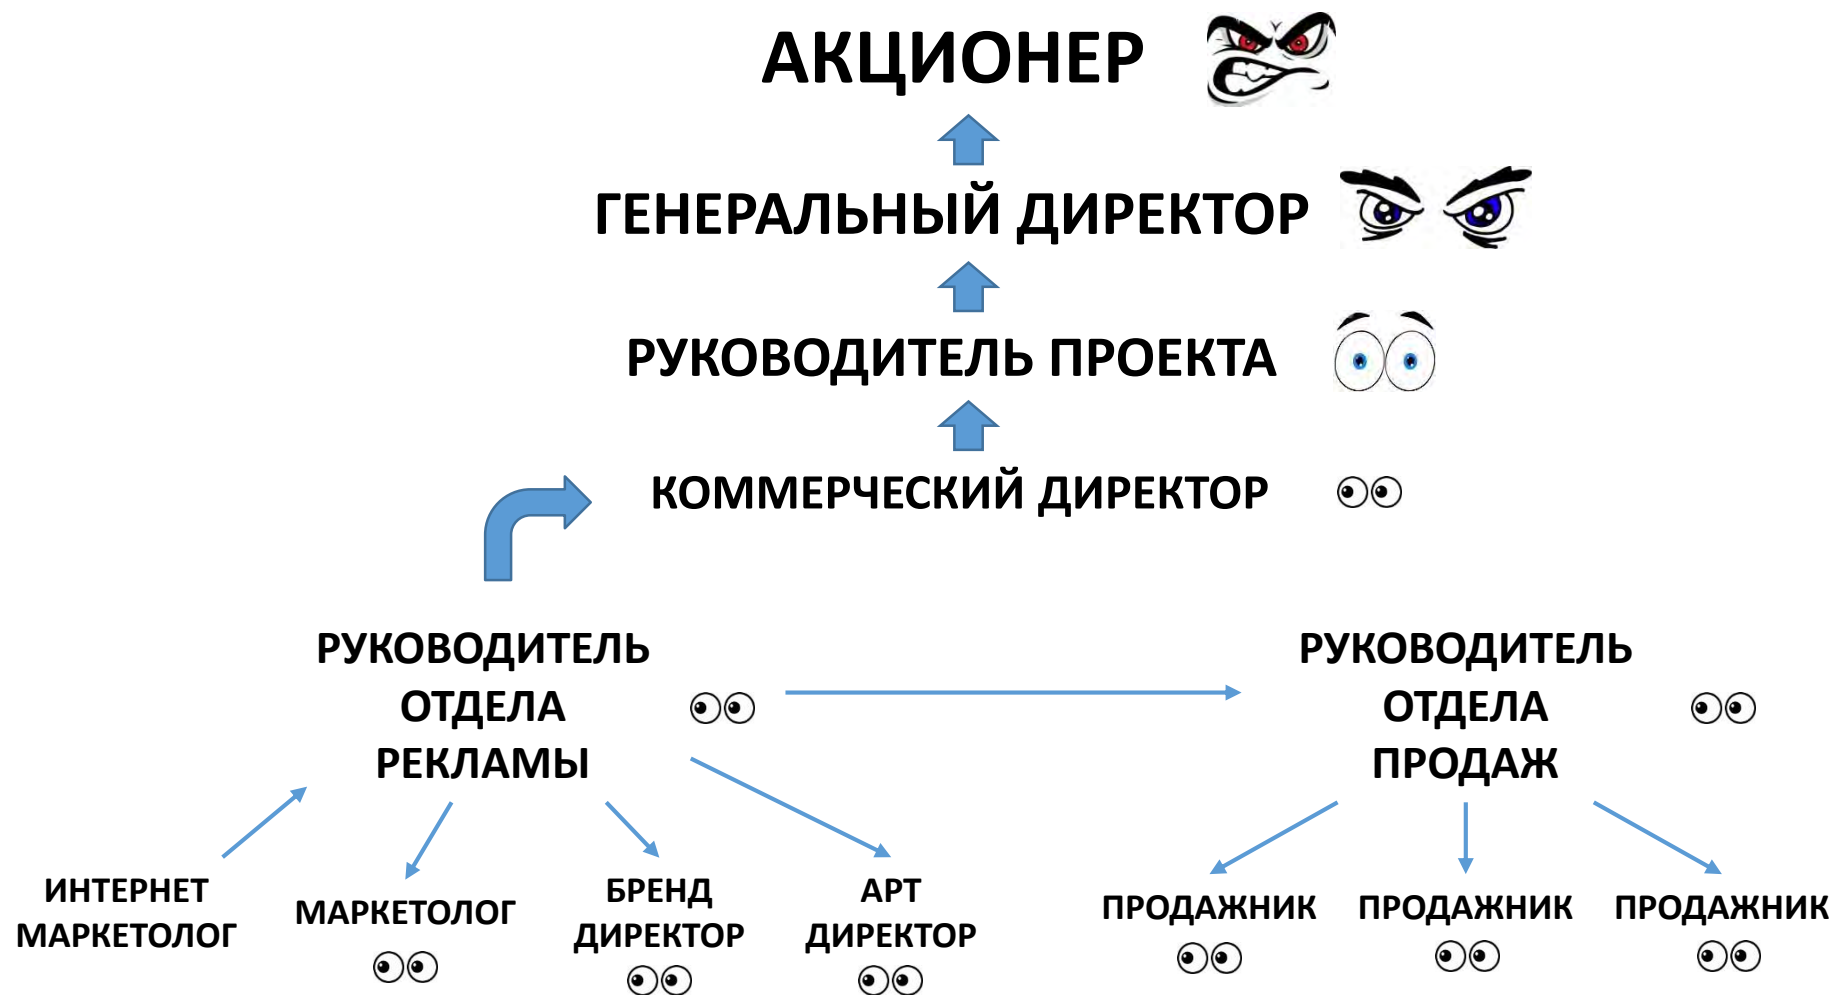 АКЦИОНЕР
ГЕНЕРАЛЬНЫЙ ДИРЕКТОР
РУКОВОДИТЕЛЬ ПРОЕКТА
КОММЕРЧЕСКИЙ ДИРЕКТОР
РУКОВОДИТЕЛЬ
ОТДЕЛА
РЕКЛАМЫ
РУКОВОДИТЕЛЬ
ОТДЕЛА
ПРОДАЖ
ИНТЕРНЕТ
МАРКЕТОЛОГ
МАРКЕТОЛОГ
БРЕНД
ДИРЕКТОР
АРТ
ДИРЕКТОР
ПРОДАЖНИК
ПРОДАЖНИК
ПРОДАЖНИК